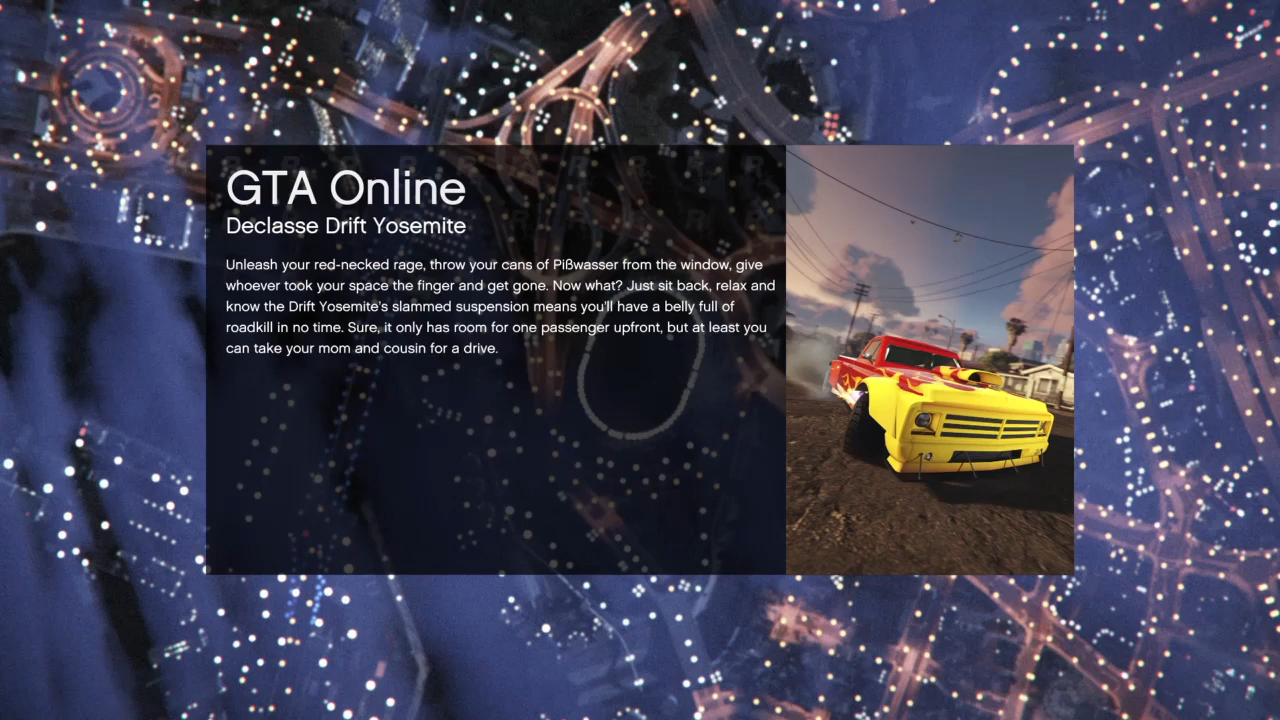 GTA Online
Declasse Drift Yosemite
Unleash your red-necked rage, throw your cans of Pißwasser from the window, give
whoever took your space the finger and get gone. Now what? Just sit back, relax and
know the Drift Yosemite's slammed suspension means you'll have a belly full of
roadkill in no time. Sure, it only has room for one passenger upfront, but at least you
can take your mom and cousin for a drive.